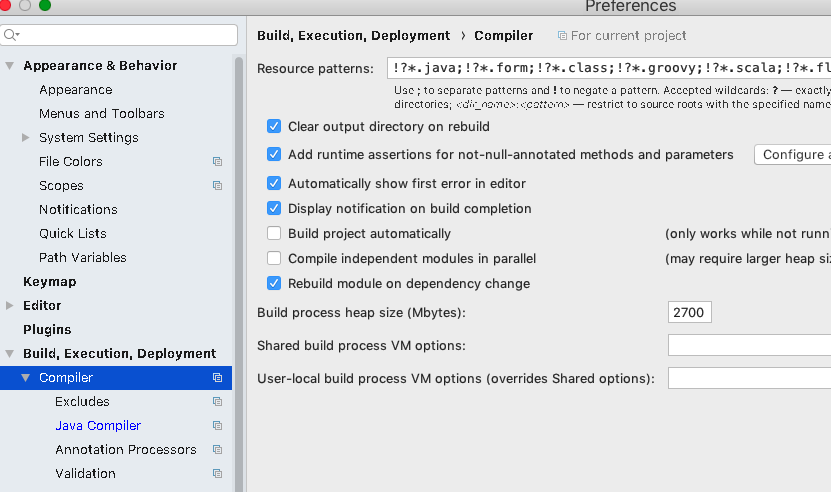 Preferences
Build, Execution, Deployment › Compiler For current project
Appearance & Behavior
Resource patterns: !?*.java;!?*.form;!?*.class;!?*.groovy;!?*.scala;!?*.fl
Use ; to separate patterns and ! to negate a pattern. Accepted wildcards: ? — exactly
directories; <dir_name>:<pattern> — restrict to source roots with the specified name
Appearance
Menus and Toolbars
System Settings
File Colors
Scopes
Notifications
Quick Lists
Path Variables
Keymap
Editor
Plugins
Build, Execution, Deployment
Compiler
Excludes
Java Compiler
Annotation Processors
Validation
Clear output directory on rebuild
Add runtime assertions for not-null-annotated methods and parameters Configure a
Automatically show first error in editor
Display notification on build completion
Build project automatically (only works while not runn
Compile independent modules in parallel (may require larger heap si
Rebuild module on dependency change
Build process heap size (Mbytes): 2700
Shared build process VM options:
User-local build process VM options (overrides Shared options):